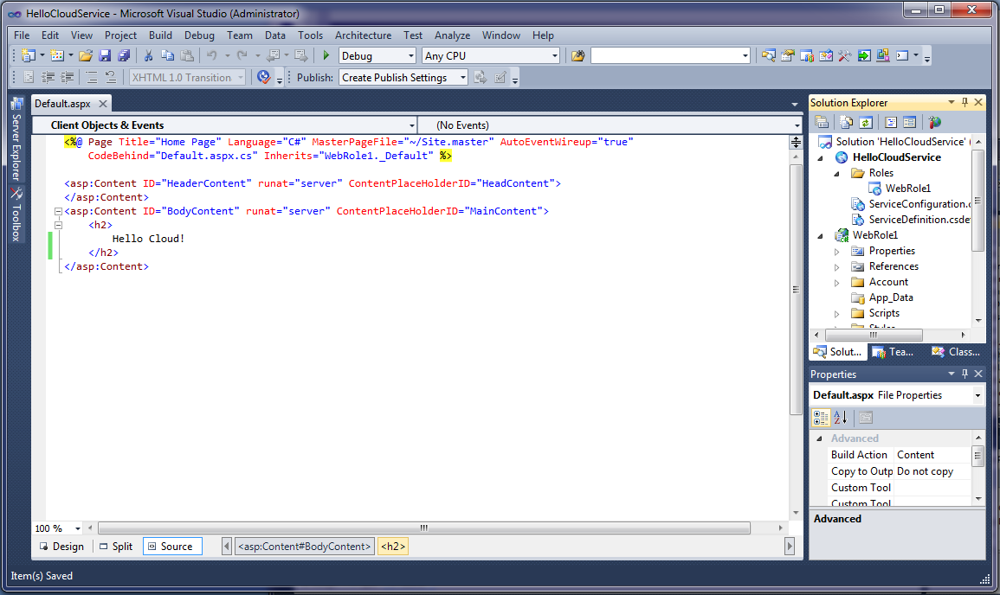 HelloCloudService - Microsoft Visual Studio (Administrator)
File Edit View Project Build Debug Team Data Tools Architecture Test Analyze Window Help
Debug Any CPU
XHTML 1.0 Transition Publish: Create Publish Settings
Server Explorer
Toolbox
Default.aspx
Client Objects & Events (No Events)
<%@ Page Title="Home Page" Language="C#" MasterPageFile="~/Site.master" AutoEventWireup="true"
CodeBehind="Default.aspx.cs" Inherits="WebRole1._Default" %>
<asp:Content ID="HeaderContent" runat="server" ContentPlaceHolderID="HeadContent">
</asp:Content>
<asp:Content ID="BodyContent" runat="server" ContentPlaceHolderID="MainContent">
<h2>
Hello Cloud!
</h2>
</asp:Content>
100 %
Design Split Source <asp:Content#BodyContent> <h2>
Solution Explorer
Solution 'HelloCloudService' (
HelloCloudService
Roles
WebRole1
ServiceConfiguration.c
ServiceDefinition.csdef
WebRole1
Properties
References
Account
App_Data
Scripts
Styles
Solut... Tea... Class...
Properties
Default.aspx File Properties
Advanced
Build Action Content
Copy to Outp Do not copy
Custom Tool
Custom Tool
Advanced
Item(s) Saved